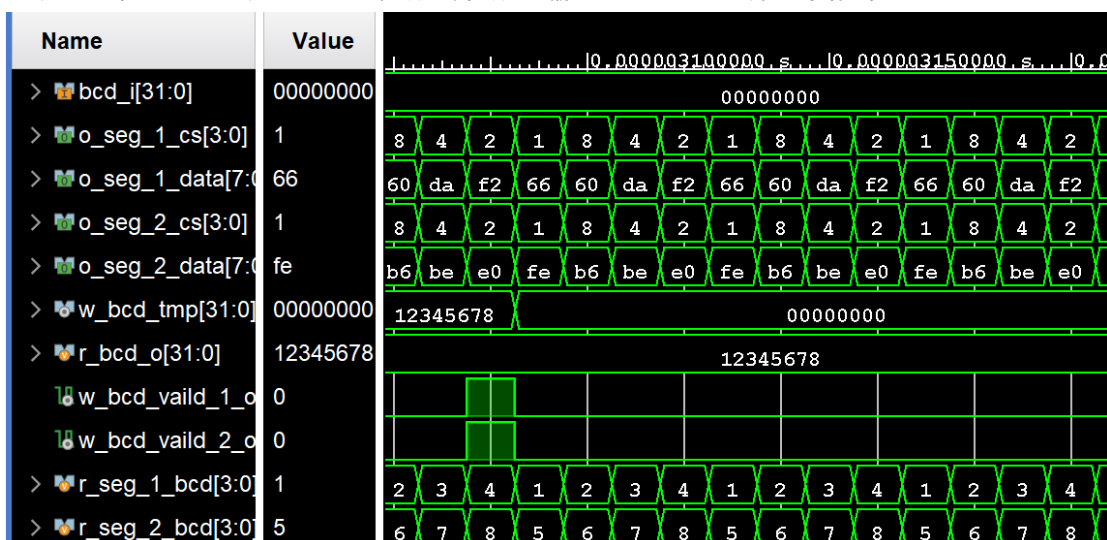 Name Value
0.000003100000 s 0.000003150000 s 0.0
bcd_i[31:0] 00000000 00000000
o_seg_1_cs[3:0] 1 8 4 2 1 8 4 2 1 8 4 2 1 8 4 2
o_seg_1_data[7:0 66 60 da f2 66 60 da f2 66 60 da f2 66 60 da f2
o_seg_2_cs[3:0] 1 8 4 2 1 8 4 2 1 8 4 2 1 8 4 2
o_seg_2_data[7:0 fe b6 be e0 fe b6 be e0 fe b6 be e0 fe b6 be e0
w_bcd_tmp[31:0] 00000000 12345678 00000000
r_bcd_o[31:0] 12345678 12345678
w_bcd_vaild_1_o 0
w_bcd_vaild_2_o 0
r_seg_1_bcd[3:0] 1 2 3 4 1 2 3 4 1 2 3 4 1 2 3 4
r_seg_2_bcd[3:0] 5 6 7 8 5 6 7 8 5 6 7 8 5 6 7 8